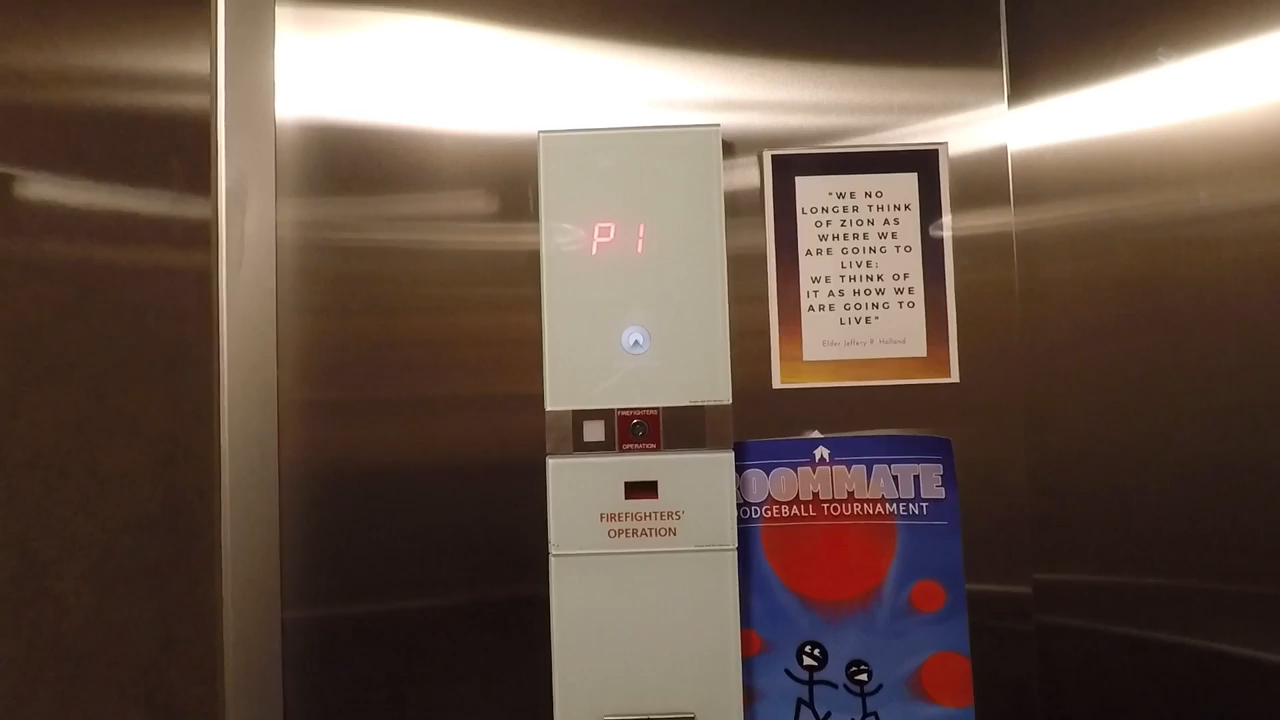 P1
FIREFIGHTERS
OPERATION
FIREFIGHTERS'
OPERATION
"WE NO
LONGER THINK
OF ZION AS
WHERE WE
ARE GOING TO
LIVE;
WE THINK OF
IT AS HOW WE
ARE GOING TO
LIVE"
Elder Jeffery R. Holland
ROOMMATE
DODGEBALL TOURNAMENT